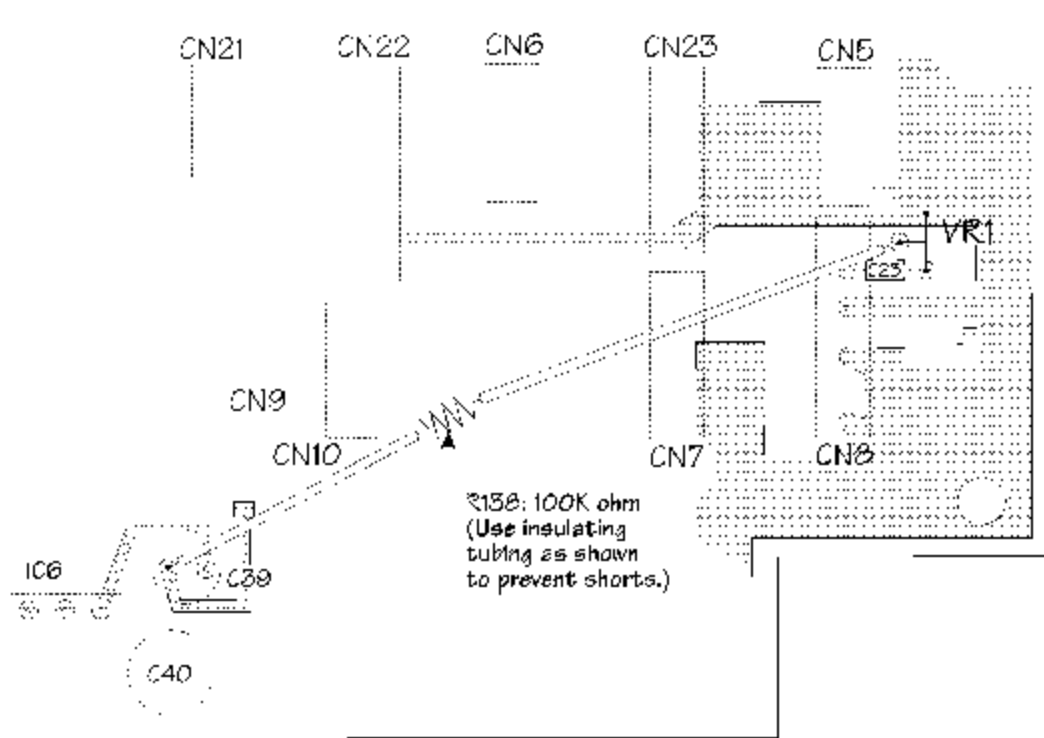 CN21
CN22
CN6
CN23
CN5
VR1
C23
CN9
CN10
CN7
CN8
R138: 100K ohm
(Use insulating
tubing as shown
to prevent shorts.)
IC6
C39
C40